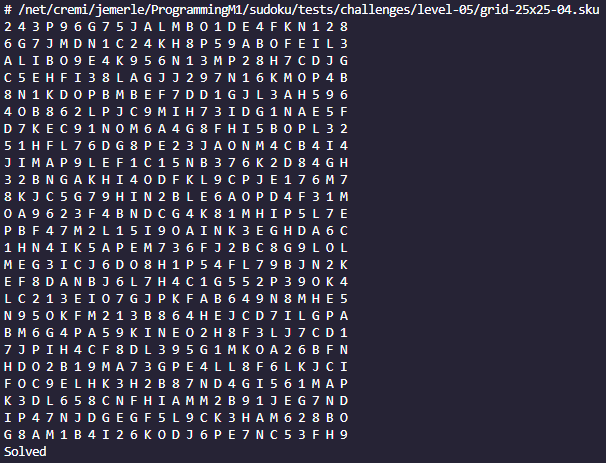 # /net/cremi/jemerle/ProgrammingM1/sudoku/tests/challenges/level-05/grid-25x25-04.sku
2 4 3 P 9 6 G 7 5 J A L M B O 1 D E 4 F K N 1 2 8
6 G 7 J M D N 1 C 2 4 K H 8 P 5 9 A B O F E I L 3
A L I B O 9 E 4 K 9 5 6 N 1 3 M P 2 8 H 7 C D J G
C 5 E H F I 3 8 L A G J J 2 9 7 N 1 6 K M O P 4 B
8 N 1 K D O P B M B E F 7 D D 1 G J L 3 A H 5 9 6
4 O B 8 6 2 L P J C 9 M I H 7 3 I D G 1 N A E 5 F
D 7 K E C 9 1 N O M 6 A 4 G 8 F H I 5 B O P L 3 2
5 1 H F L 7 6 D G 8 P E 2 3 J A O N M 4 C B 4 I 4
J I M A P 9 L E F 1 C 1 5 N B 3 7 6 K 2 D 8 4 G H
3 2 B N G A K H I 4 O D F K L 9 C P J E 1 7 6 M 7
8 K J C 5 G 7 9 H I N 2 B L E 6 A O P D 4 F 3 1 M
O A 9 6 2 3 F 4 B N D C G 4 K 8 1 M H I P 5 L 7 E
P B F 4 7 M 2 L 1 5 I 9 O A I N K 3 E G H D A 6 C
1 H N 4 I K 5 A P E M 7 3 6 F J 2 B C 8 G 9 L O L
M E G 3 I C J 6 D O 8 H 1 P 5 4 F L 7 9 B J N 2 K
E F 8 D A N B J 6 L 7 H 4 C 1 G 5 5 2 P 3 9 O K 4
L C 2 1 3 E I O 7 G J P K F A B 6 4 9 N 8 M H E 5
N 9 5 O K F M 2 1 3 B 8 6 4 H E J C D 7 I L G P A
B M 6 G 4 P A 5 9 K I N E O 2 H 8 F 3 L J 7 C D 1
7 J P I H 4 C F 8 D L 3 9 5 G 1 M K O A 2 6 B F N
H D O 2 B 1 9 M A 7 3 G P E 4 L L 8 F 6 L K J C I
F O C 9 E L H K 3 H 2 B 8 7 N D 4 G I 5 6 1 M A P
K 3 D L 6 5 8 C N F H I A M M 2 B 9 1 J E G 7 N D
I P 4 7 N J D G E G F 5 L 9 C K 3 H A M 6 2 8 B O
G 8 A M 1 B 4 I 2 6 K O D J 6 P E 7 N C 5 3 F H 9
Solved